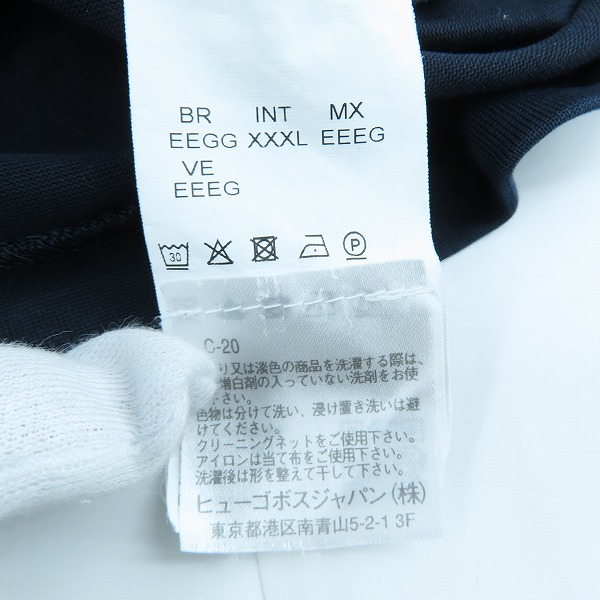 BR INT MX
EEGG XXXL EEEG
VE
EEEG
30 P
C-20
又は淡色の商品を洗濯する際は、
増白剤の入っていない洗剤をお使
下さい。
色物は分けて洗い、浸け置き洗いは避
けてください。
クリーニングネットをご使用下さい。
アイロンは当て布をご使用下さい。
洗濯後は形を整えて干して下さい。
ヒューゴボスジャパン(株)
東京都港区南青山5-2-1 3F